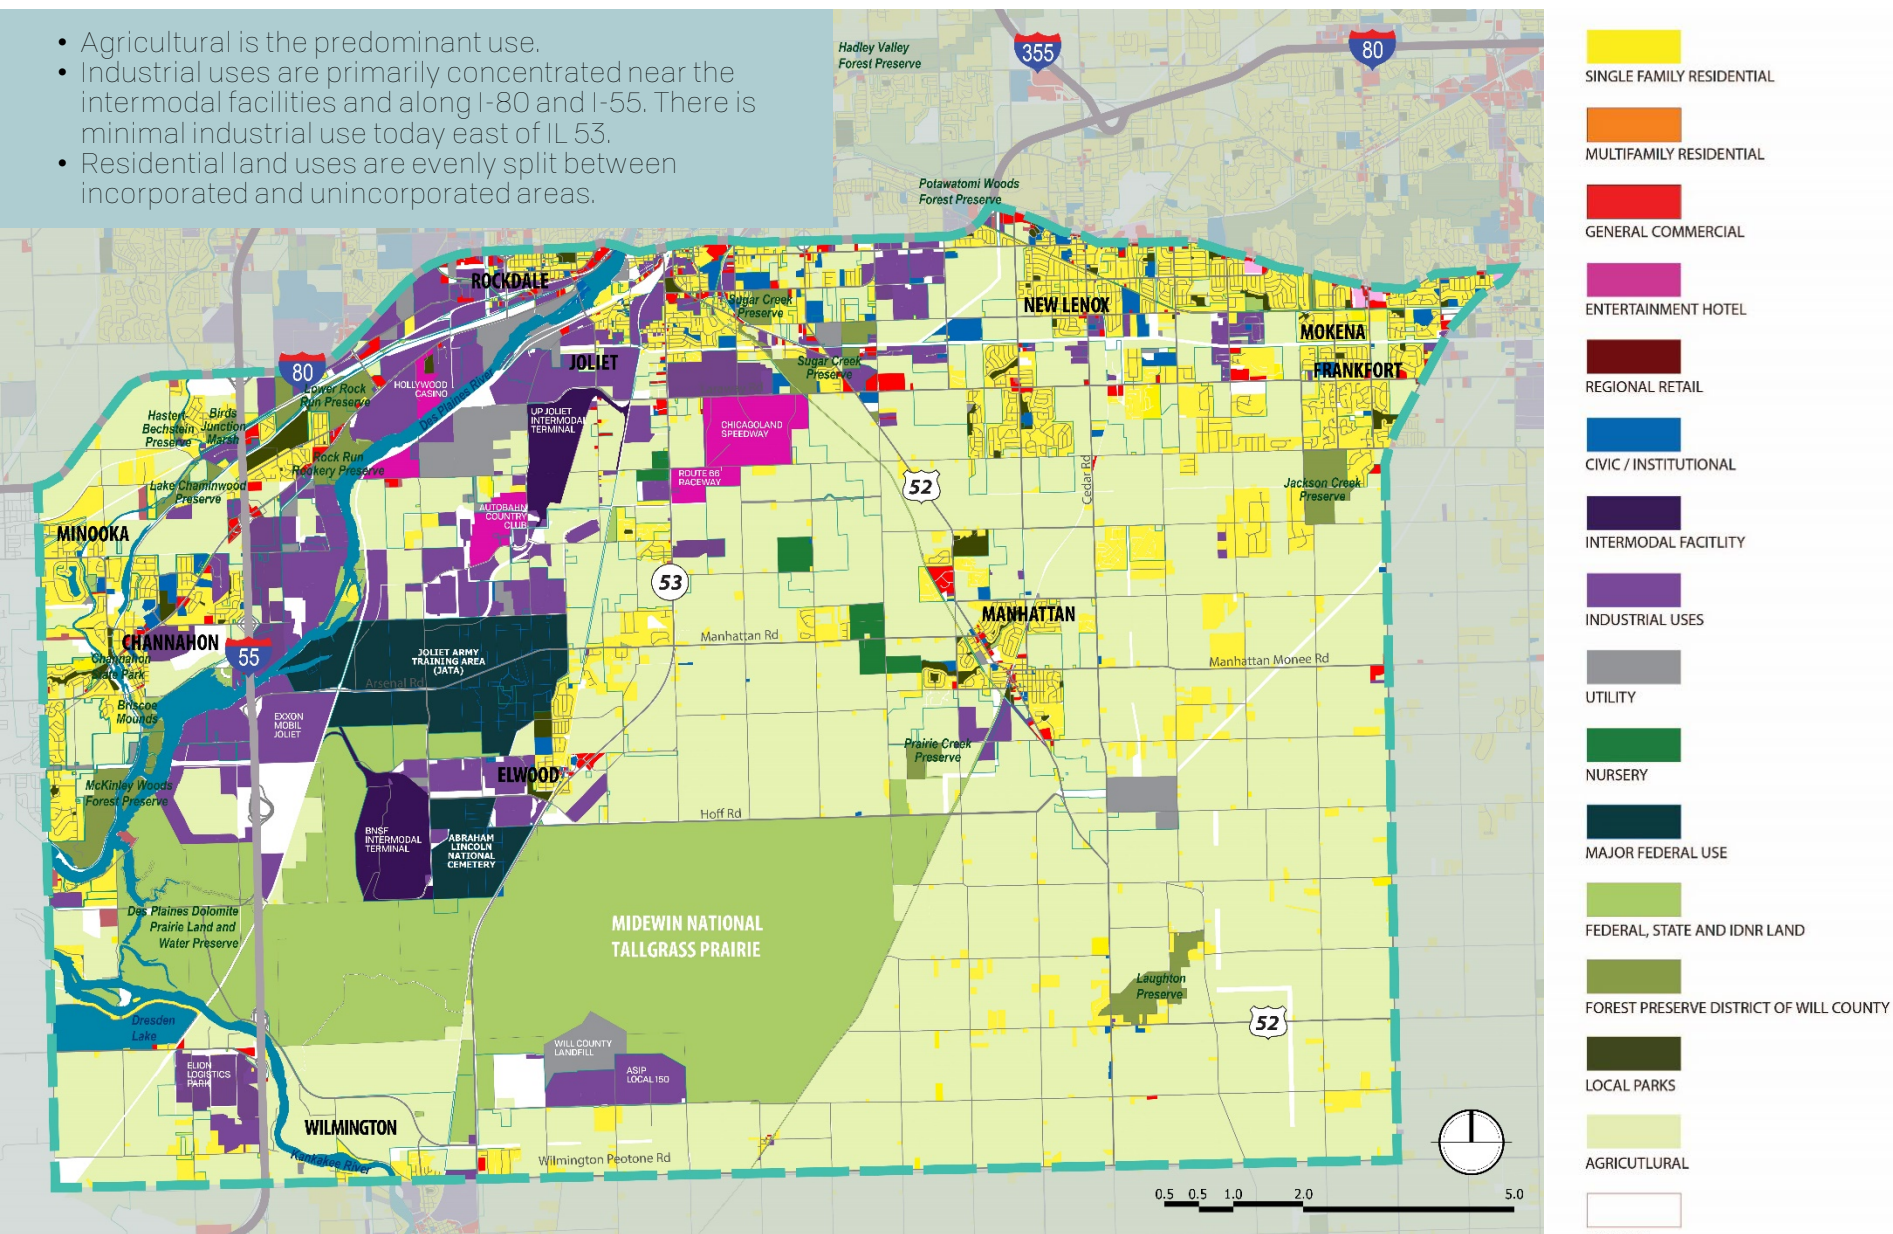 • Agricultural is the predominant use.
• Industrial uses are primarily concentrated near the
intermodal facilities and along I-80 and I-55. There is
minimal industrial use today east of IL 53.
• Residential land uses are evenly split between
incorporated and unincorporated areas.
Hadley Valley
Forest Preserve
355
80
Potawatomi Woods
Forest Preserve
ROCKDALE
Sugar Creek
Preserve
NEW LENOX
MOKENA
FRANKFORT
JOLIET
Sugar Creek
Preserve
80
Lower Rock
Run Preserve
HOLLYWOOD
CASINO
Des Plaines River
Hastert-
Bechstein
Preserve
Birds
Junction
Marsh
UP JOLIET
INTERMODAL
TERMINAL
CHICAGOLAND
SPEEDWAY
Rock Run
Rookery Preserve
ROUTE 66
RACEWAY
Lake Chaminwood
Preserve
52
Cedar Rd
Jackson Creek
Preserve
AUTOBAHN
COUNTRY
CLUB
MINOOKA
53
MANHATTAN
Manhattan Rd
CHANNAHON
55
Channahon
State Park
JOLIET ARMY
TRAINING AREA
(JATA)
Arsenal Rd
Manhattan Monee Rd
Briscoe
Mounds
EXXON
MOBIL
JOLIET
Prairie Creek
Preserve
ELWOOD
McKinley Woods
Forest Preserve
Hoff Rd
BNSF
INTERMODAL
TERMINAL
ABRAHAM
LINCOLN
NATIONAL
CEMETERY
Des Plaines Dolomite
Prairie Land and
Water Preserve
MIDEWIN NATIONAL
TALLGRASS PRAIRIE
Laughton
Preserve
Dresden
Lake
52
WILL COUNTY
LANDFILL
ELION
LOGISTICS
PARK
ASIP
LOCAL 150
WILMINGTON
Kankakee River
Wilmington Peotone Rd
0.5 0.5 1.0 2.0 5.0
SINGLE FAMILY RESIDENTIAL
MULTIFAMILY RESIDENTIAL
GENERAL COMMERCIAL
ENTERTAINMENT HOTEL
REGIONAL RETAIL
CIVIC / INSTITUTIONAL
INTERMODAL FACITLITY
INDUSTRIAL USES
UTILITY
NURSERY
MAJOR FEDERAL USE
FEDERAL, STATE AND IDNR LAND
FOREST PRESERVE DISTRICT OF WILL COUNTY
LOCAL PARKS
AGRICUTLURAL